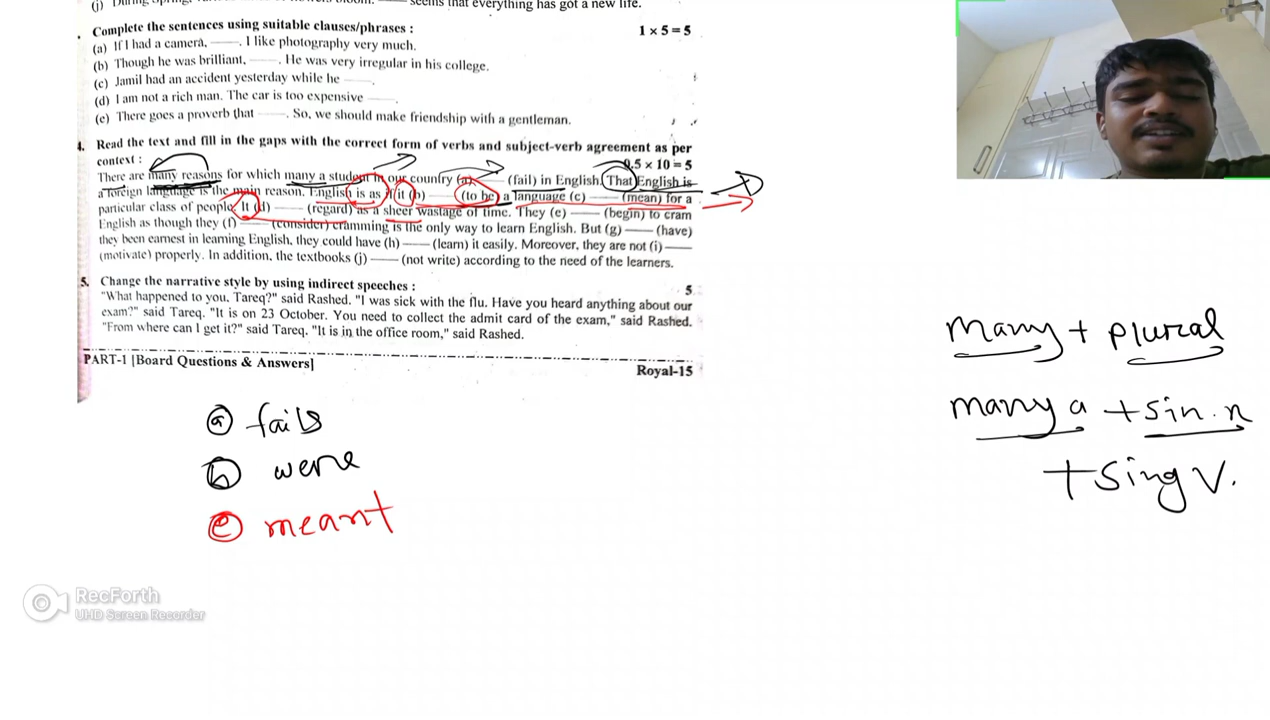 (j) During seems that everything has got a new life.
Complete the sentences using suitable clauses/phrases : 1 × 5 = 5
(a) If I had a camera, ——. I like photography very much.
(b) Though he was brilliant, ——. He was very irregular in his college.
(c) Jamil had an accident yesterday while he ——.
(d) I am not a rich man. The car is too expensive ——.
(e) There goes a proverb that ——. So, we should make friendship with a gentleman.
4. Read the text and fill in the gaps with the correct form of verbs and subject-verb agreement as per
context : 0.5 × 10 = 5
There are many reasons for which many a student in our country (a) —— (fail) in English. That English is
a foreign language is the main reason. English is as if it (b) —— (to be) a language (c) —— (mean) for a
particular class of people. It (d) —— (regard) as a sheer wastage of time. They (e) —— (begin) to cram
English as though they (f) —— (consider) cramming is the only way to learn English. But (g) —— (have)
they been earnest in learning English, they could have (h) —— (learn) it easily. Moreover, they are not (i) ——
(motivate) properly. In addition, the textbooks (j) —— (not write) according to the need of the learners.
5. Change the narrative style by using indirect speeches : 5
"What happened to you, Tareq?" said Rashed. "I was sick with the flu. Have you heard anything about our
exam?" said Tareq. "It is on 23 October. You need to collect the admit card of the exam," said Rashed.
"From where can I get it?" said Tareq. "It is in the office room," said Rashed.
PART-1 [Board Questions & Answers] Royal-15
many + plural
many a + sin. n
+ sing v.
(a) fails
(b) were
(c) meant
RecForth
UHD Screen Recorder